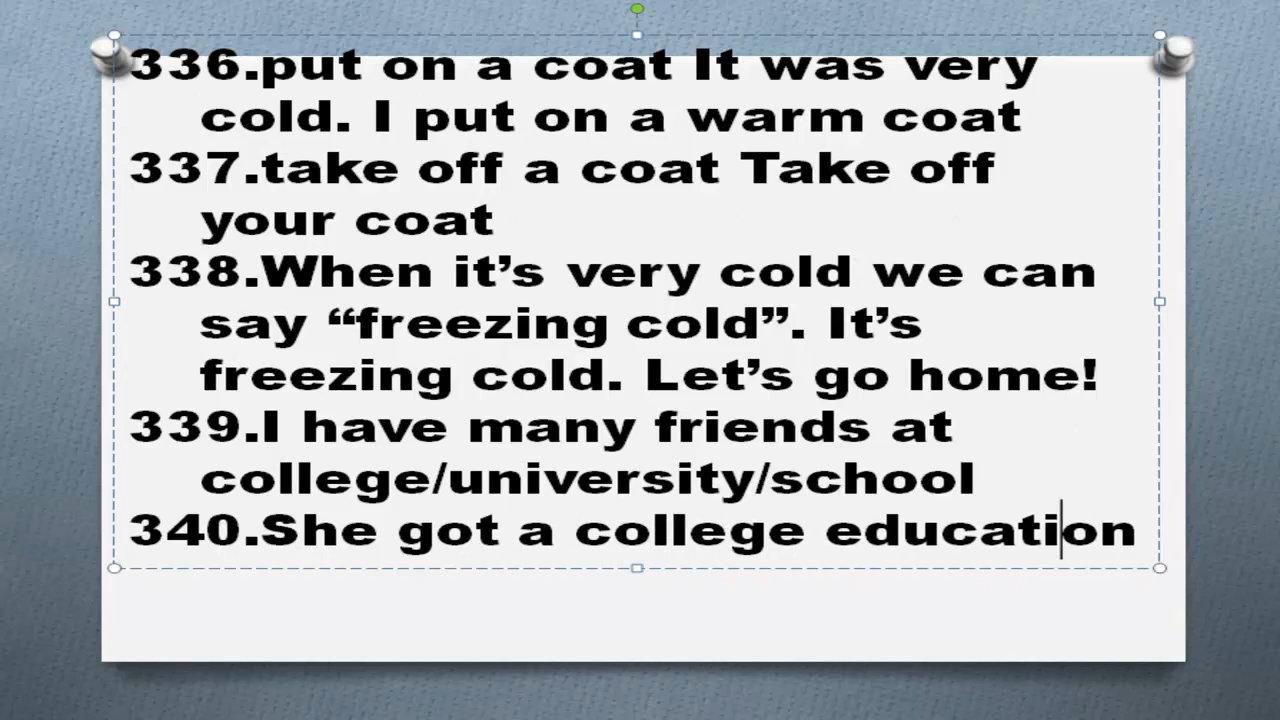 336.put on a coat It was very
cold. I put on a warm coat
337.take off a coat Take off
your coat
338.When it’s very cold we can
say “freezing cold”. It’s
freezing cold. Let’s go home!
339.I have many friends at
college/university/school
340.She got a college education